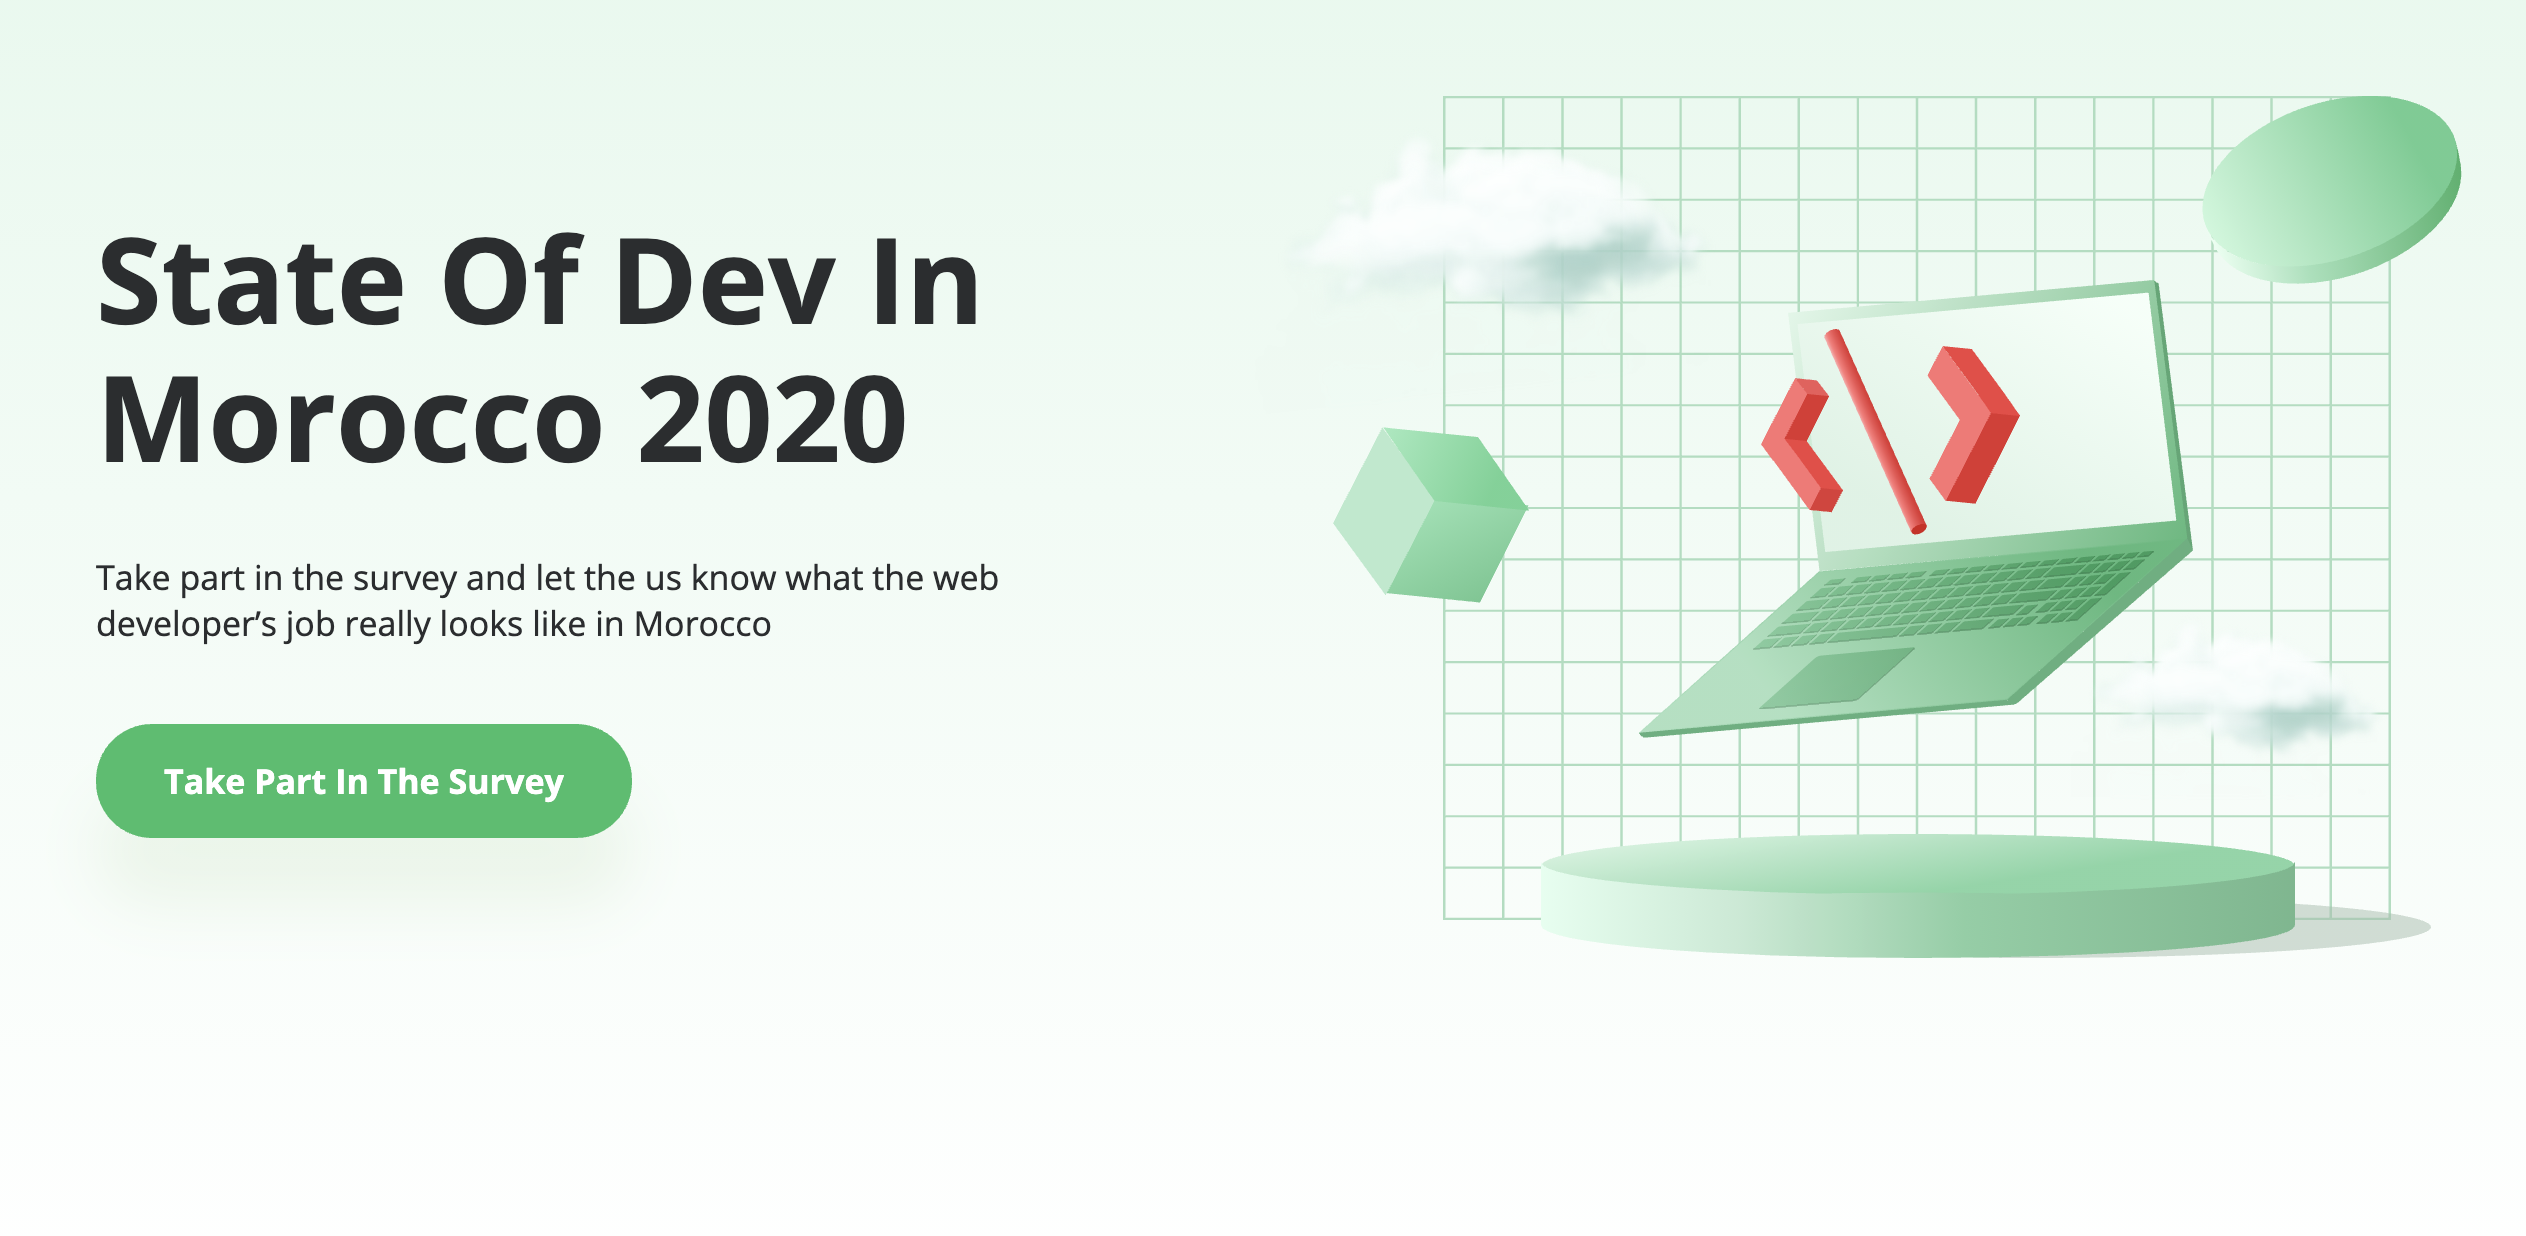 State Of Dev In
Morocco 2020
Take part in the survey and let the us know what the web
developer’s job really looks like in Morocco
Take Part In The Survey